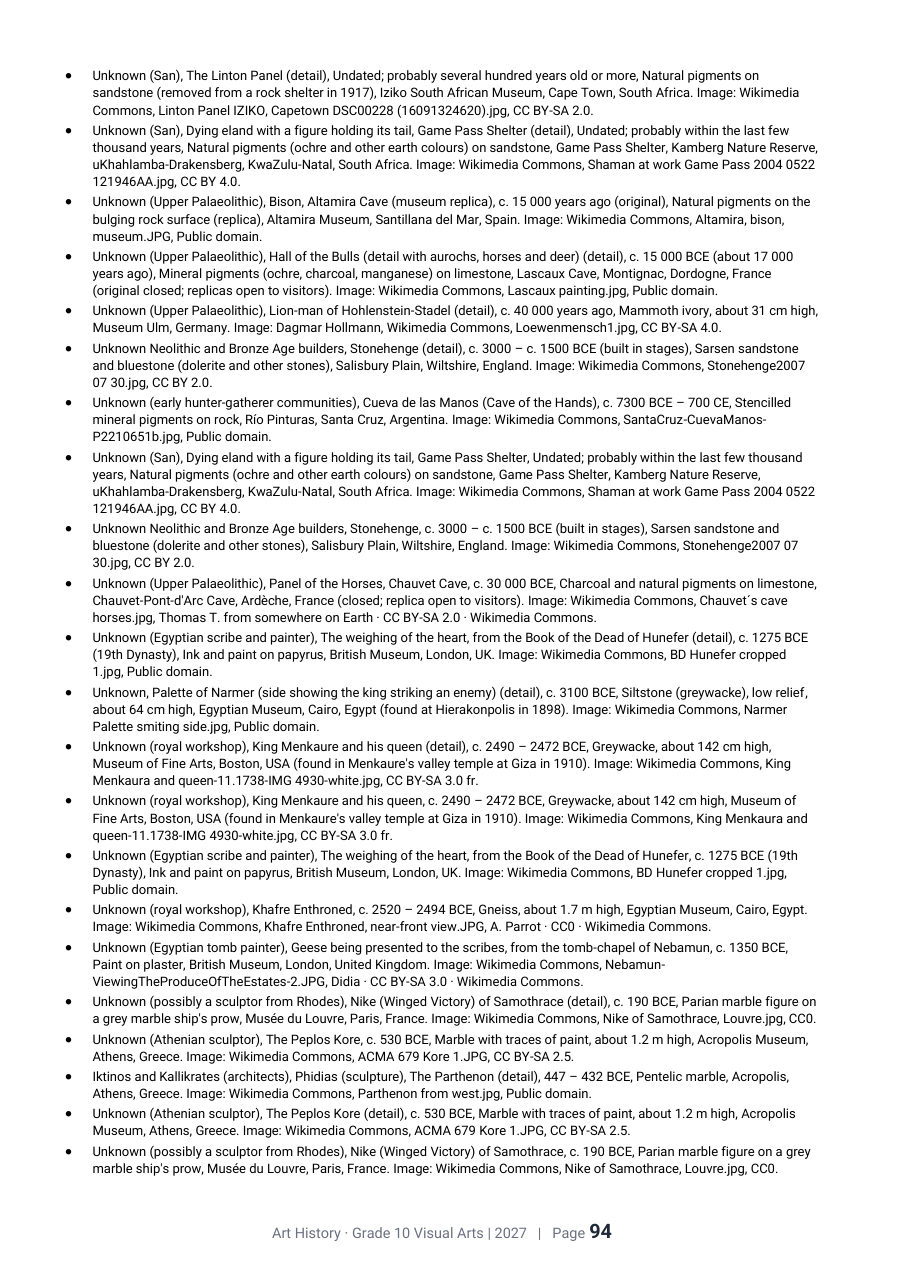 • Unknown (San), The Linton Panel (detail), Undated; probably several hundred years old or more, Natural pigments on
sandstone (removed from a rock shelter in 1917), Iziko South African Museum, Cape Town, South Africa. Image: Wikimedia
Commons, Linton Panel IZIKO, Capetown DSC00228 (16091324620).jpg, CC BY-SA 2.0.
• Unknown (San), Dying eland with a figure holding its tail, Game Pass Shelter (detail), Undated; probably within the last few
thousand years, Natural pigments (ochre and other earth colours) on sandstone, Game Pass Shelter, Kamberg Nature Reserve,
uKhahlamba-Drakensberg, KwaZulu-Natal, South Africa. Image: Wikimedia Commons, Shaman at work Game Pass 2004 0522
121946AA.jpg, CC BY 4.0.
• Unknown (Upper Palaeolithic), Bison, Altamira Cave (museum replica), c. 15 000 years ago (original), Natural pigments on the
bulging rock surface (replica), Altamira Museum, Santillana del Mar, Spain. Image: Wikimedia Commons, Altamira, bison,
museum.JPG, Public domain.
• Unknown (Upper Palaeolithic), Hall of the Bulls (detail with aurochs, horses and deer) (detail), c. 15 000 BCE (about 17 000
years ago), Mineral pigments (ochre, charcoal, manganese) on limestone, Lascaux Cave, Montignac, Dordogne, France
(original closed; replicas open to visitors). Image: Wikimedia Commons, Lascaux painting.jpg, Public domain.
• Unknown (Upper Palaeolithic), Lion-man of Hohlenstein-Stadel (detail), c. 40 000 years ago, Mammoth ivory, about 31 cm high,
Museum Ulm, Germany. Image: Dagmar Hollmann, Wikimedia Commons, Loewenmensch1.jpg, CC BY-SA 4.0.
• Unknown Neolithic and Bronze Age builders, Stonehenge (detail), c. 3000 – c. 1500 BCE (built in stages), Sarsen sandstone
and bluestone (dolerite and other stones), Salisbury Plain, Wiltshire, England. Image: Wikimedia Commons, Stonehenge2007
07 30.jpg, CC BY 2.0.
• Unknown (early hunter-gatherer communities), Cueva de las Manos (Cave of the Hands), c. 7300 BCE – 700 CE, Stencilled
mineral pigments on rock, Río Pinturas, Santa Cruz, Argentina. Image: Wikimedia Commons, SantaCruz-CuevaManos-
P2210651b.jpg, Public domain.
• Unknown (San), Dying eland with a figure holding its tail, Game Pass Shelter, Undated; probably within the last few thousand
years, Natural pigments (ochre and other earth colours) on sandstone, Game Pass Shelter, Kamberg Nature Reserve,
uKhahlamba-Drakensberg, KwaZulu-Natal, South Africa. Image: Wikimedia Commons, Shaman at work Game Pass 2004 0522
121946AA.jpg, CC BY 4.0.
• Unknown Neolithic and Bronze Age builders, Stonehenge, c. 3000 – c. 1500 BCE (built in stages), Sarsen sandstone and
bluestone (dolerite and other stones), Salisbury Plain, Wiltshire, England. Image: Wikimedia Commons, Stonehenge2007 07
30.jpg, CC BY 2.0.
• Unknown (Upper Palaeolithic), Panel of the Horses, Chauvet Cave, c. 30 000 BCE, Charcoal and natural pigments on limestone,
Chauvet-Pont-d'Arc Cave, Ardèche, France (closed; replica open to visitors). Image: Wikimedia Commons, Chauvet´s cave
horses.jpg, Thomas T. from somewhere on Earth · CC BY-SA 2.0 · Wikimedia Commons.
• Unknown (Egyptian scribe and painter), The weighing of the heart, from the Book of the Dead of Hunefer (detail), c. 1275 BCE
(19th Dynasty), Ink and paint on papyrus, British Museum, London, UK. Image: Wikimedia Commons, BD Hunefer cropped
1.jpg, Public domain.
• Unknown, Palette of Narmer (side showing the king striking an enemy) (detail), c. 3100 BCE, Siltstone (greywacke), low relief,
about 64 cm high, Egyptian Museum, Cairo, Egypt (found at Hierakonpolis in 1898). Image: Wikimedia Commons, Narmer
Palette smiting side.jpg, Public domain.
• Unknown (royal workshop), King Menkaure and his queen (detail), c. 2490 – 2472 BCE, Greywacke, about 142 cm high,
Museum of Fine Arts, Boston, USA (found in Menkaure's valley temple at Giza in 1910). Image: Wikimedia Commons, King
Menkaura and queen-11.1738-IMG 4930-white.jpg, CC BY-SA 3.0 fr.
• Unknown (royal workshop), King Menkaure and his queen, c. 2490 – 2472 BCE, Greywacke, about 142 cm high, Museum of
Fine Arts, Boston, USA (found in Menkaure's valley temple at Giza in 1910). Image: Wikimedia Commons, King Menkaura and
queen-11.1738-IMG 4930-white.jpg, CC BY-SA 3.0 fr.
• Unknown (Egyptian scribe and painter), The weighing of the heart, from the Book of the Dead of Hunefer, c. 1275 BCE (19th
Dynasty), Ink and paint on papyrus, British Museum, London, UK. Image: Wikimedia Commons, BD Hunefer cropped 1.jpg,
Public domain.
• Unknown (royal workshop), Khafre Enthroned, c. 2520 – 2494 BCE, Gneiss, about 1.7 m high, Egyptian Museum, Cairo, Egypt.
Image: Wikimedia Commons, Khafre Enthroned, near-front view.JPG, A. Parrot · CC0 · Wikimedia Commons.
• Unknown (Egyptian tomb painter), Geese being presented to the scribes, from the tomb-chapel of Nebamun, c. 1350 BCE,
Paint on plaster, British Museum, London, United Kingdom. Image: Wikimedia Commons, Nebamun-
ViewingTheProduceOfTheEstates-2.JPG, Didia · CC BY-SA 3.0 · Wikimedia Commons.
• Unknown (possibly a sculptor from Rhodes), Nike (Winged Victory) of Samothrace (detail), c. 190 BCE, Parian marble figure on
a grey marble ship's prow, Musée du Louvre, Paris, France. Image: Wikimedia Commons, Nike of Samothrace, Louvre.jpg, CC0.
• Unknown (Athenian sculptor), The Peplos Kore, c. 530 BCE, Marble with traces of paint, about 1.2 m high, Acropolis Museum,
Athens, Greece. Image: Wikimedia Commons, ACMA 679 Kore 1.JPG, CC BY-SA 2.5.
• Iktinos and Kallikrates (architects), Phidias (sculpture), The Parthenon (detail), 447 – 432 BCE, Pentelic marble, Acropolis,
Athens, Greece. Image: Wikimedia Commons, Parthenon from west.jpg, Public domain.
• Unknown (Athenian sculptor), The Peplos Kore (detail), c. 530 BCE, Marble with traces of paint, about 1.2 m high, Acropolis
Museum, Athens, Greece. Image: Wikimedia Commons, ACMA 679 Kore 1.JPG, CC BY-SA 2.5.
• Unknown (possibly a sculptor from Rhodes), Nike (Winged Victory) of Samothrace, c. 190 BCE, Parian marble figure on a grey
marble ship's prow, Musée du Louvre, Paris, France. Image: Wikimedia Commons, Nike of Samothrace, Louvre.jpg, CC0.
Art History · Grade 10 Visual Arts | 2027 | Page 94